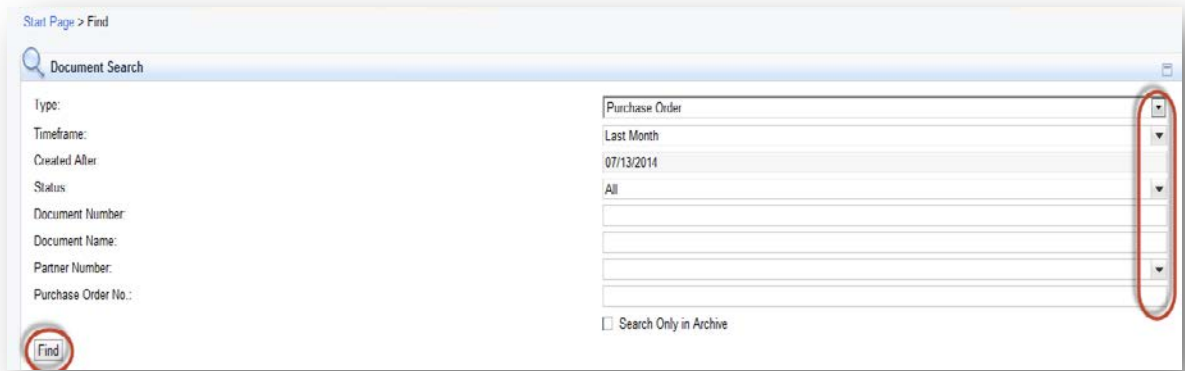 Start Page > Find
Document Search
Type: Purchase Order
Timeframe: Last Month
Created After 07/13/2014
Status All
Document Number
Document Name:
Partner Number:
Purchase Order No.:
Search Only in Archive
Find